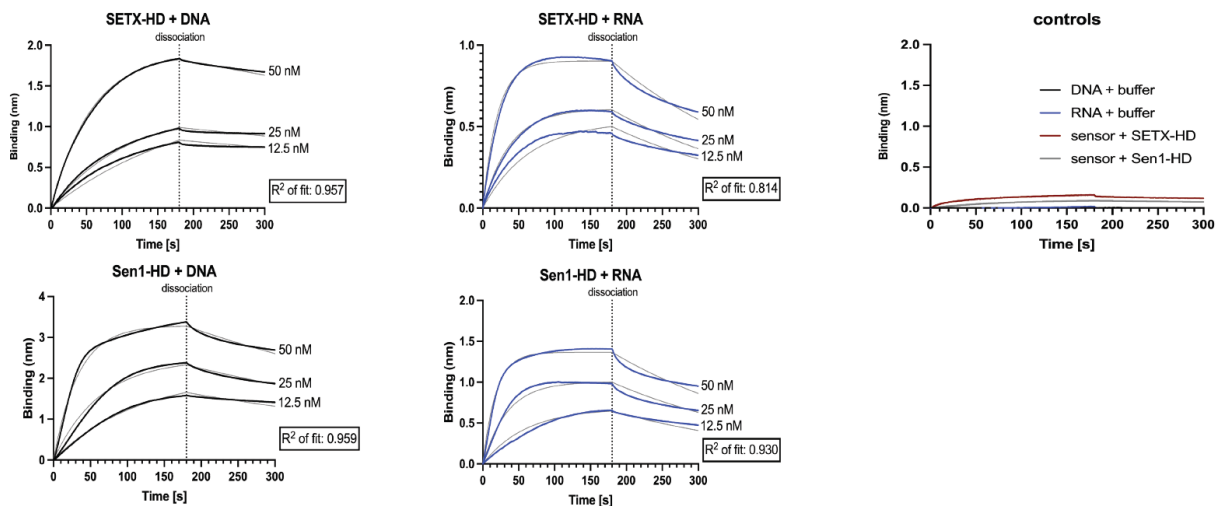 SETX-HD + DNA
dissociation
2.0
1.5
1.0
0.5
0.0
Binding (nm)
50 nM
25 nM
12.5 nM
R² of fit: 0.957
0 50 100 150 200 250 300
Time [s]
SETX-HD + RNA
dissociation
1.0
0.5
0.0
Binding (nm)
50 nM
25 nM
12.5 nM
R² of fit: 0.814
0 50 100 150 200 250 300
Time [s]
controls
2.0
1.5
1.0
0.5
0.0
Binding (nm)
DNA + buffer
RNA + buffer
sensor + SETX-HD
sensor + Sen1-HD
0 100 200 300
Time [s]
Sen1-HD + DNA
dissociation
4
3
2
1
0
Binding (nm)
50 nM
25 nM
12.5 nM
R² of fit: 0.959
0 50 100 150 200 250 300
Time [s]
Sen1-HD + RNA
dissociation
2.0
1.5
1.0
0.5
0.0
Binding (nm)
50 nM
25 nM
12.5 nM
R² of fit: 0.930
0 50 100 150 200 250 300
Time [s]